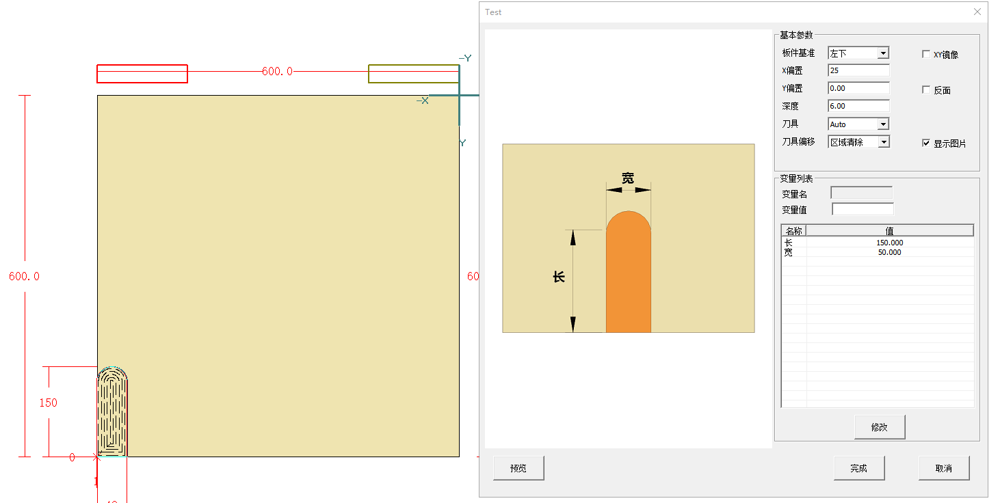 Test
-Y
600.0
-X
Y
600.0
60
150
0
1
宽
长
基本参数
板件基准 左下
XY镜像
X偏置 25
Y偏置 0.00
反面
深度 6.00
刀具 Auto
刀具偏移 区域清除
显示图片
变量列表
变量名
变量值
名称 值
长 150.000
宽 50.000
修改
预览
完成
取消